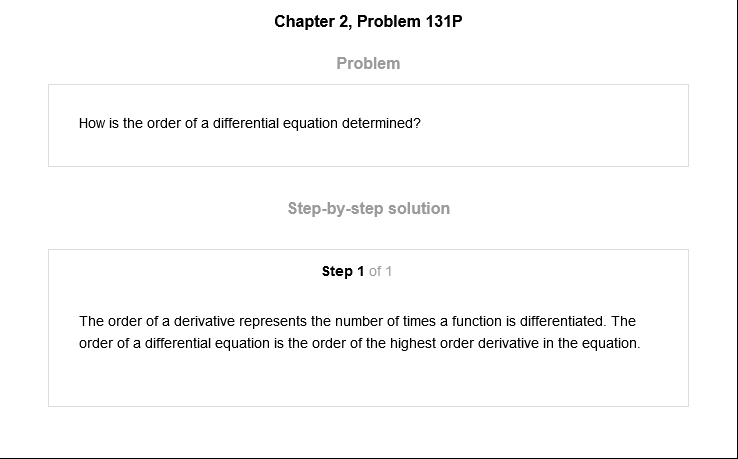 Chapter 2, Problem 131P
Problem
How is the order of a differential equation determined?
Step-by-step solution
Step 1 of 1
The order of a derivative represents the number of times a function is differentiated. The
order of a differential equation is the order of the highest order derivative in the equation.